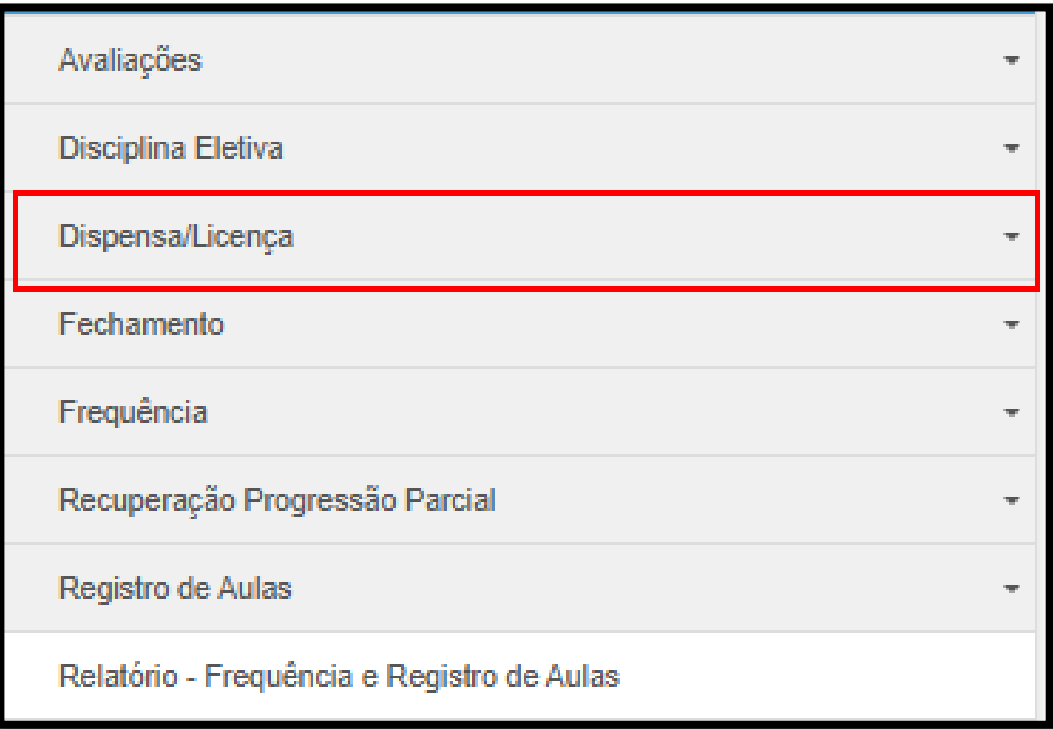 Avaliações
Disciplina Eletiva
Dispensa/Licença
Fechamento
Frequência
Recuperação Progressão Parcial
Registro de Aulas
Relatório - Frequência e Registro de Aulas